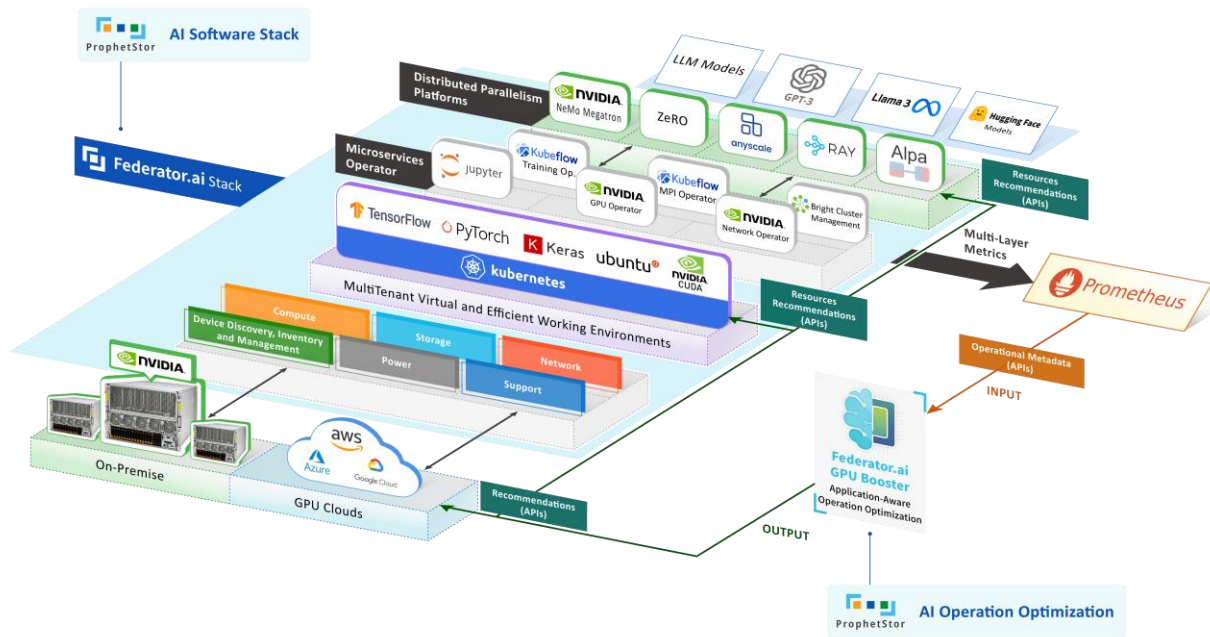 ProphetStor
AI Software Stack
Federator.ai Stack
Distributed Parallelism
Platforms
NVIDIA
NeMo Megatron
ZeRO
anyscale
RAY
Alpa
LLM Models
GPT-3
Llama 3
Hugging Face
Models
Microservices
Operator
jupyter
Kubeflow
Training Op..
NVIDIA
GPU Operator
Kubeflow
MPI Operator
NVIDIA
Network Operator
Bright Cluster
Management
Resources
Recommendations
(APIs)
TensorFlow
PyTorch
K Keras
ubuntu
NVIDIA
CUDA
kubernetes
MultiTenant Virtual and Efficient Working Environments
Resources
Recommendations
(APIs)
Multi-Layer
Metrics
Prometheus
Operational Metadata
(APIs)
INPUT
Compute
Storage
Network
Device Discovery, Inventory
and Management
Power
Support
NVIDIA
On-Premise
aws
Azure
Google Cloud
GPU Clouds
Recommendations
(APIs)
Federator.ai
GPU Booster
Application-Aware
Operation Optimization
OUTPUT
ProphetStor
AI Operation Optimization